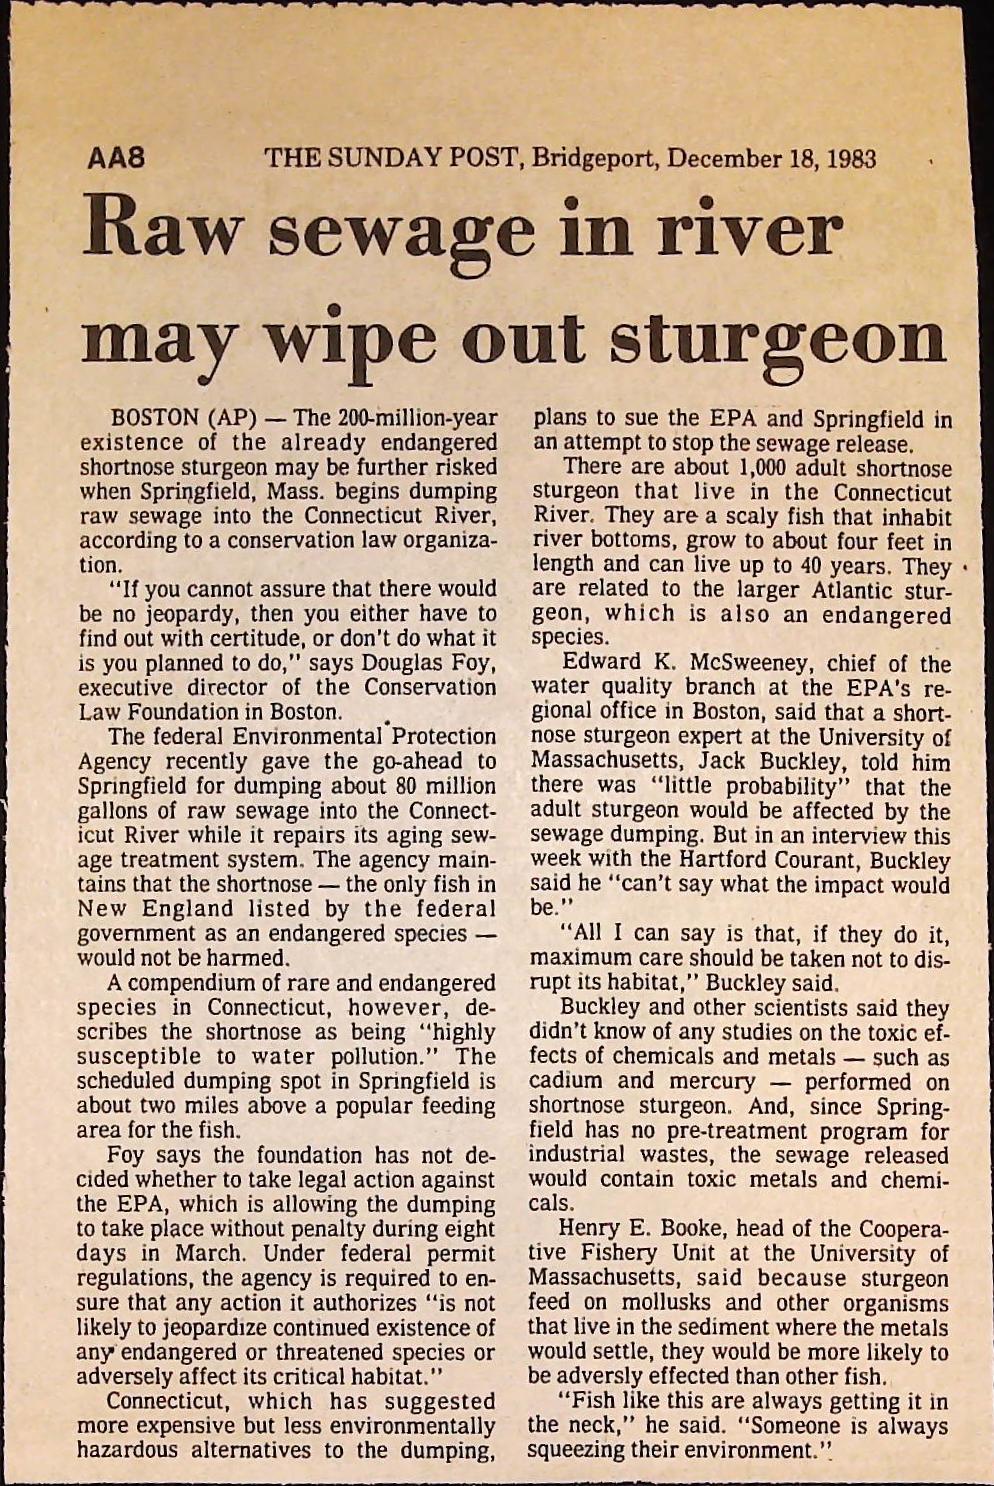 AA8 THE SUNDAY POST, Bridgeport, December 18, 1983
Raw sewage in river
may wipe out sturgeon
BOSTON (AP) — The 200-million-year
existence of the already endangered
shortnose sturgeon may be further risked
when Springfield, Mass. begins dumping
raw sewage into the Connecticut River,
according to a conservation law organiza-
tion.
"If you cannot assure that there would
be no jeopardy, then you either have to
find out with certitude, or don't do what it
is you planned to do," says Douglas Foy,
executive director of the Conservation
Law Foundation in Boston.
The federal Environmental Protection
Agency recently gave the go-ahead to
Springfield for dumping about 80 million
gallons of raw sewage into the Connect-
icut River while it repairs its aging sew-
age treatment system. The agency main-
tains that the shortnose — the only fish in
New England listed by the federal
government as an endangered species —
would not be harmed.
A compendium of rare and endangered
species in Connecticut, however, de-
scribes the shortnose as being "highly
susceptible to water pollution." The
scheduled dumping spot in Springfield is
about two miles above a popular feeding
area for the fish.
Foy says the foundation has not de-
cided whether to take legal action against
the EPA, which is allowing the dumping
to take place without penalty during eight
days in March. Under federal permit
regulations, the agency is required to en-
sure that any action it authorizes "is not
likely to jeopardize continued existence of
any endangered or threatened species or
adversely affect its critical habitat."
Connecticut, which has suggested
more expensive but less environmentally
hazardous alternatives to the dumping,
plans to sue the EPA and Springfield in
an attempt to stop the sewage release.
There are about 1,000 adult shortnose
sturgeon that live in the Connecticut
River. They are a scaly fish that inhabit
river bottoms, grow to about four feet in
length and can live up to 40 years. They
are related to the larger Atlantic stur-
geon, which is also an endangered
species.
Edward K. McSweeney, chief of the
water quality branch at the EPA's re-
gional office in Boston, said that a short-
nose sturgeon expert at the University of
Massachusetts, Jack Buckley, told him
there was "little probability" that the
adult sturgeon would be affected by the
sewage dumping. But in an interview this
week with the Hartford Courant, Buckley
said he "can't say what the impact would
be."
"All I can say is that, if they do it,
maximum care should be taken not to dis-
rupt its habitat," Buckley said.
Buckley and other scientists said they
didn't know of any studies on the toxic ef-
fects of chemicals and metals — such as
cadium and mercury — performed on
shortnose sturgeon. And, since Spring-
field has no pre-treatment program for
industrial wastes, the sewage released
would contain toxic metals and chemi-
cals.
Henry E. Booke, head of the Coopera-
tive Fishery Unit at the University of
Massachusetts, said because sturgeon
feed on mollusks and other organisms
that live in the sediment where the metals
would settle, they would be more likely to
be adversly effected than other fish.
"Fish like this are always getting it in
the neck," he said. "Someone is always
squeezing their environment."